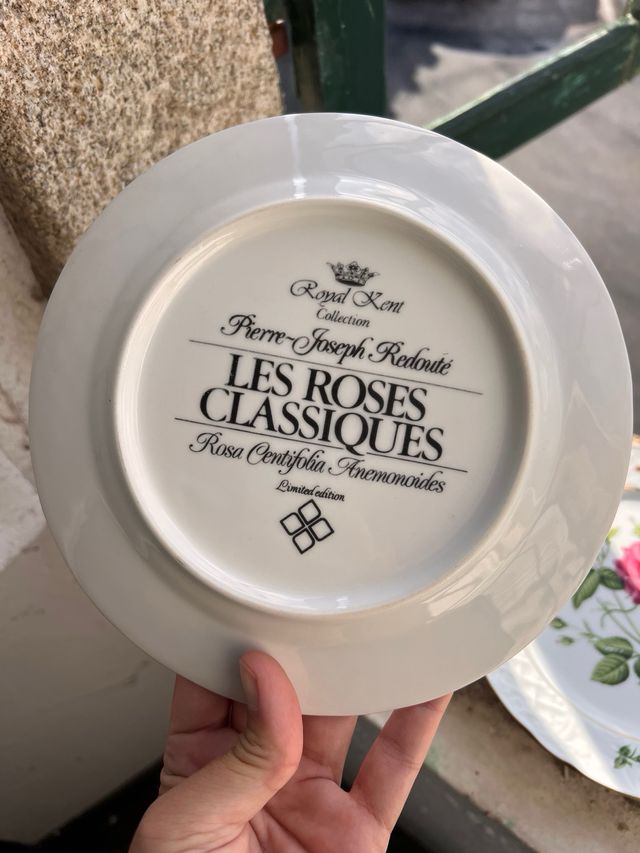 Royal Kent
Collection
Pierre-Joseph Redouté
LES ROSES
CLASSIQUES
Rosa Centifolia Anemonoides
Limited edition